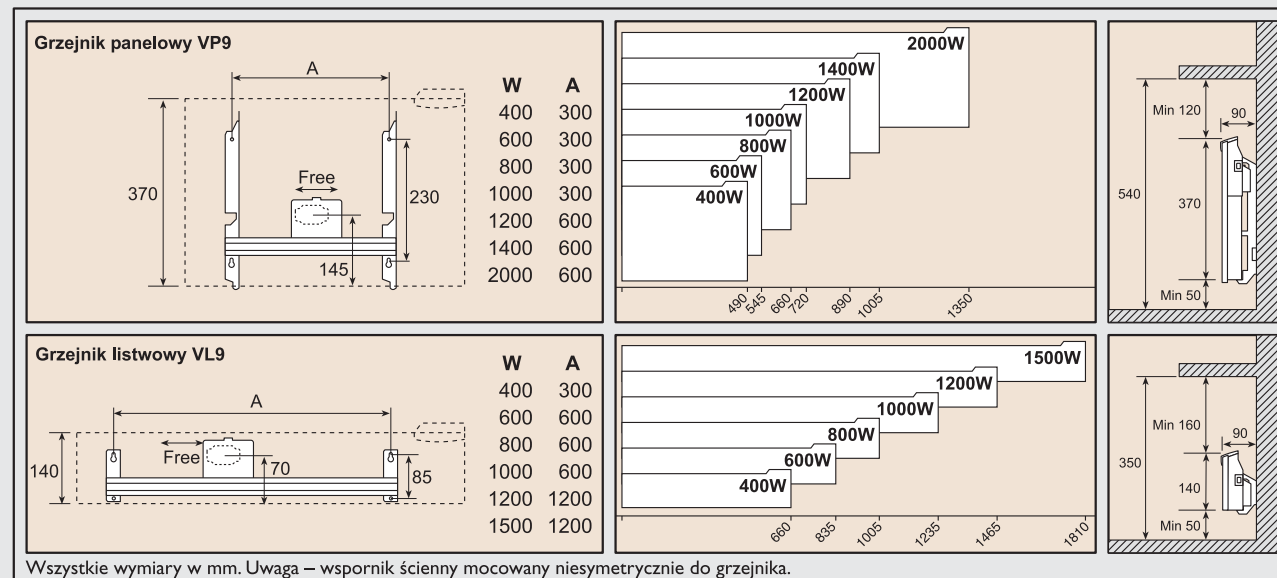 Grzejnik panelowy VP9
A
370
Free
230
145
W A
400 300
600 300
800 300
1000 300
1200 600
1400 600
2000 600
2000W
1400W
1200W
1000W
800W
600W
400W
490 545 660 720 890 1005 1350
Min 120
90
540
370
Min 50
Grzejnik listwowy VL9
A
140
Free
70
85
W A
400 300
600 600
800 600
1000 600
1200 1200
1500 1200
1500W
1200W
1000W
800W
600W
400W
660 835 1005 1235 1465 1810
Min 160
90
350
140
Min 50
Wszystkie wymiary w mm. Uwaga – wspornik ścienny mocowany niesymetrycznie do grzejnika.